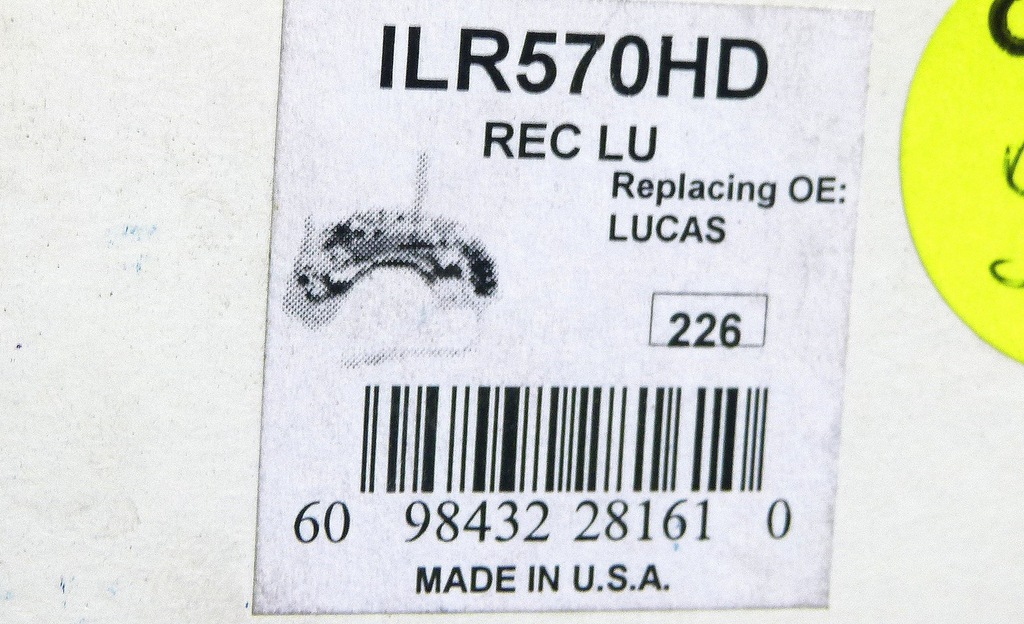 ILR570HD
REC LU
Replacing OE:
LUCAS
226
60 98432 28161 0
MADE IN U.S.A.